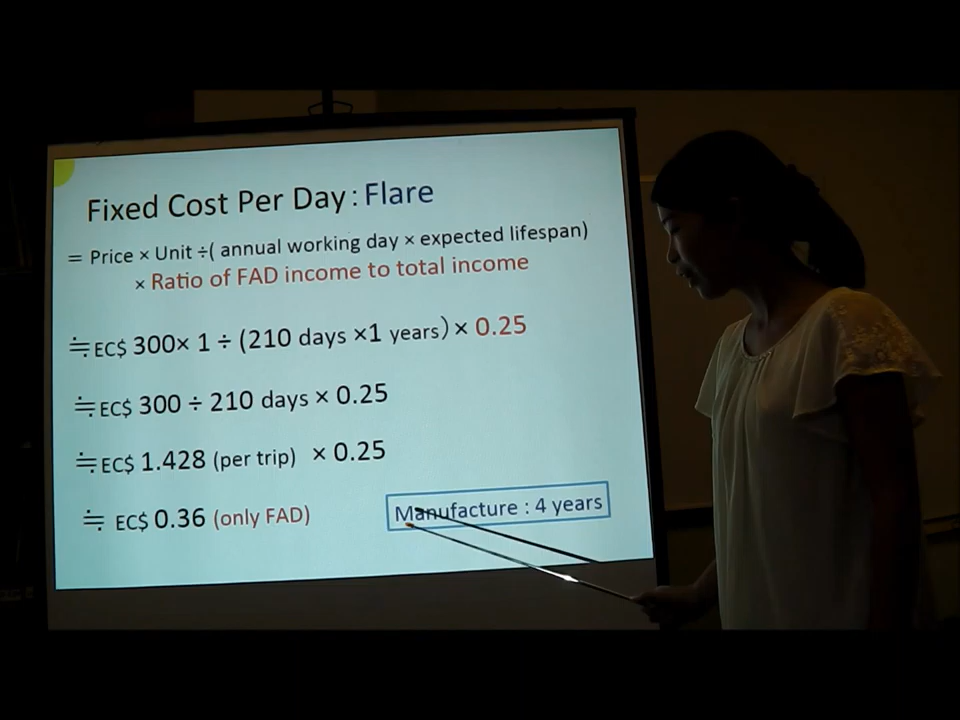 Fixed Cost Per Day : Flare
= Price × Unit ÷( annual working day × expected lifespan)
× Ratio of FAD income to total income
≒ EC$ 300× 1 ÷ (210 days ×1 years) × 0.25
≒ EC$ 300 ÷ 210 days × 0.25
≒ EC$ 1.428 (per trip) × 0.25
≒ EC$ 0.36 (only FAD)
Manufacture : 4 years